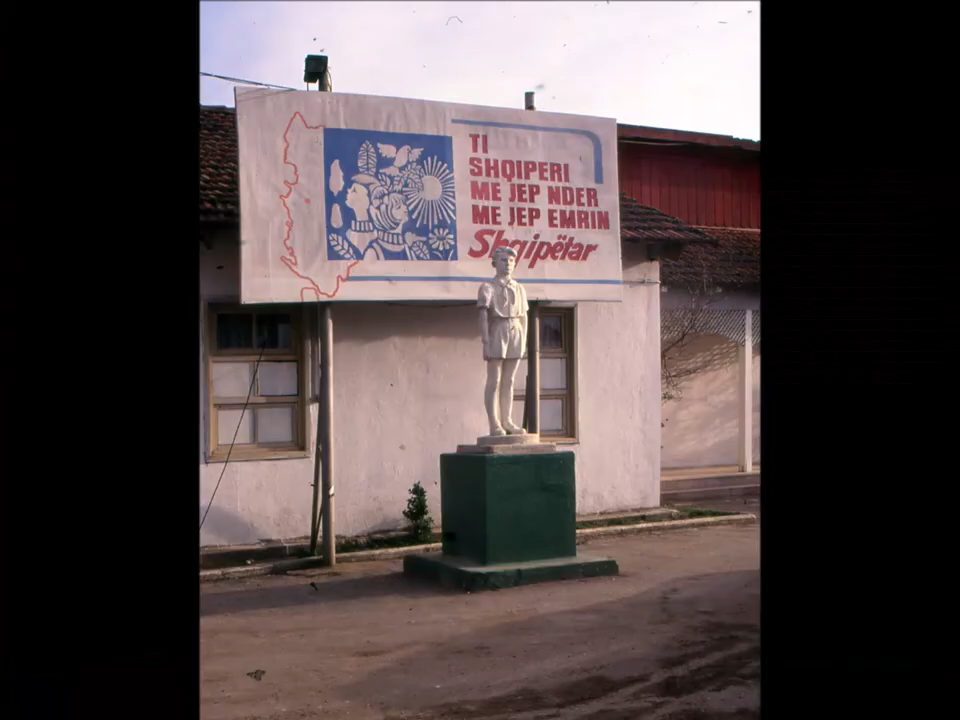 TI
SHQIPERI
ME JEP NDER
ME JEP EMRIN
Shqipëtar